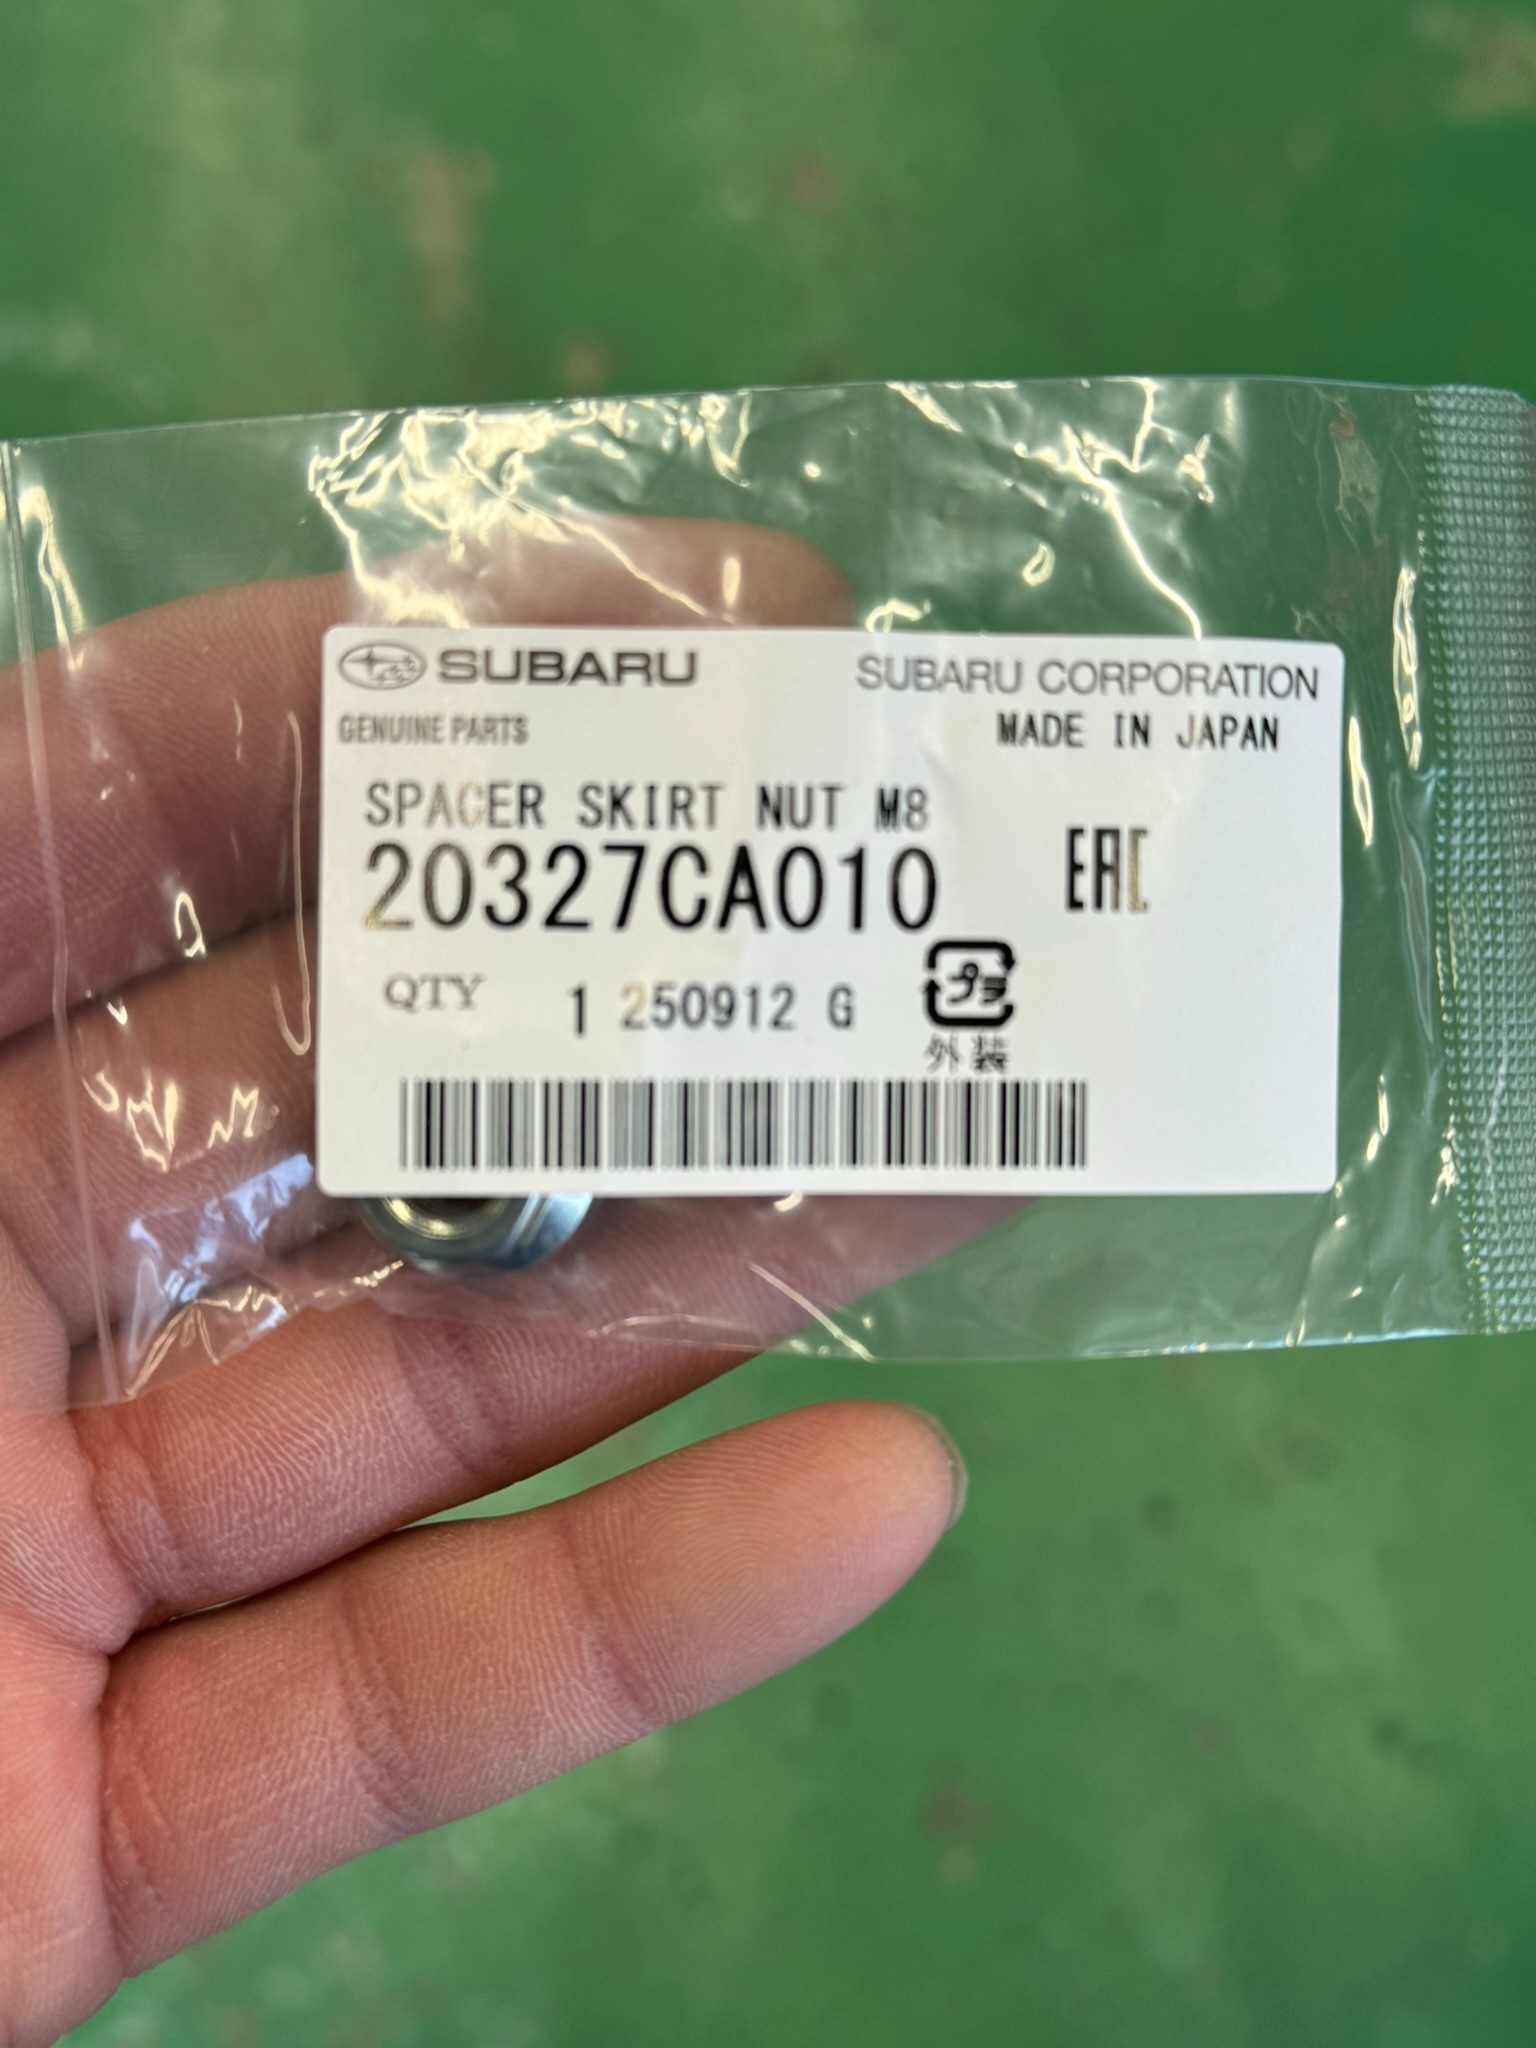 SUBARU
SUBARU CORPORATION
GENUINE PARTS
MADE IN JAPAN
SPACER SKIRT NUT M8
20327CA010
EAC
QTY 1 250912 G
プラ
外装